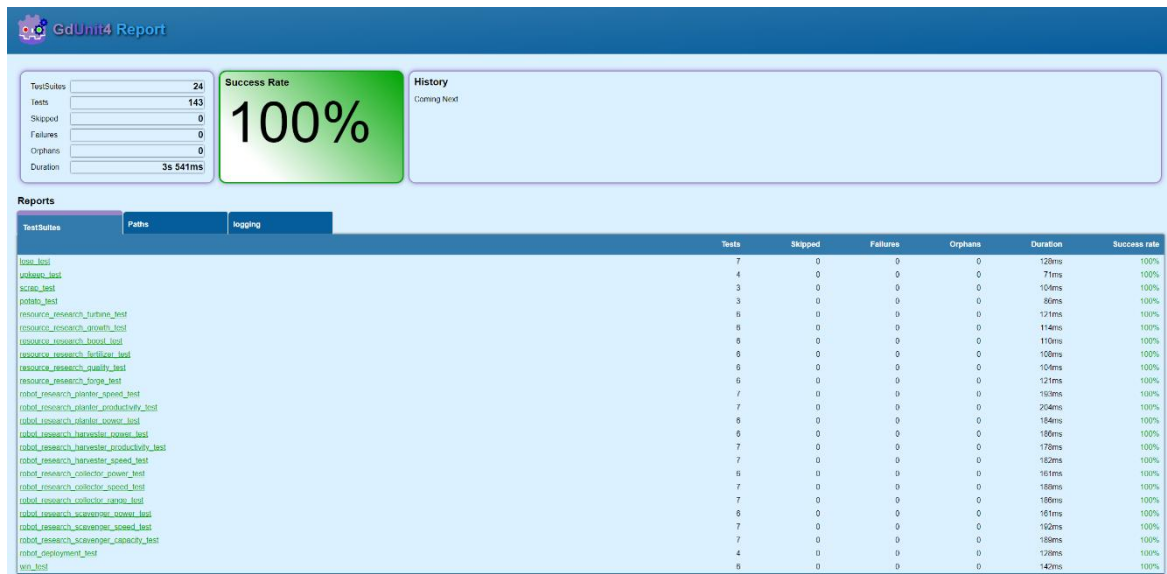 GdUnit4 Report
TestSuites 24
Tests 143
Skipped 0
Failures 0
Orphans 0
Duration 3s 541ms
Success Rate
100%
History
Coming Next
Reports
TestSuites Paths logging
Tests Skipped Failures Orphans Duration Success rate
lose_test 7 0 0 0 128ms 100%
upkeep_test 4 0 0 0 71ms 100%
scrap_test 3 0 0 0 104ms 100%
potato_test 3 0 0 0 86ms 100%
resource_research_turbine_test 6 0 0 0 121ms 100%
resource_research_growth_test 6 0 0 0 114ms 100%
resource_research_boost_test 6 0 0 0 110ms 100%
resource_research_fertilizer_test 6 0 0 0 108ms 100%
resource_research_quality_test 6 0 0 0 104ms 100%
resource_research_forge_test 6 0 0 0 121ms 100%
robot_research_planter_speed_test 7 0 0 0 193ms 100%
robot_research_planter_productivity_test 7 0 0 0 204ms 100%
robot_research_planter_power_test 6 0 0 0 184ms 100%
robot_research_harvester_power_test 6 0 0 0 186ms 100%
robot_research_harvester_productivity_test 7 0 0 0 178ms 100%
robot_research_harvester_speed_test 7 0 0 0 182ms 100%
robot_research_collector_power_test 6 0 0 0 161ms 100%
robot_research_collector_speed_test 7 0 0 0 188ms 100%
robot_research_collector_range_test 7 0 0 0 186ms 100%
robot_research_scavenger_power_test 6 0 0 0 161ms 100%
robot_research_scavenger_speed_test 7 0 0 0 192ms 100%
robot_research_scavenger_capacity_test 7 0 0 0 189ms 100%
robot_deployment_test 4 0 0 0 128ms 100%
win_test 6 0 0 0 142ms 100%